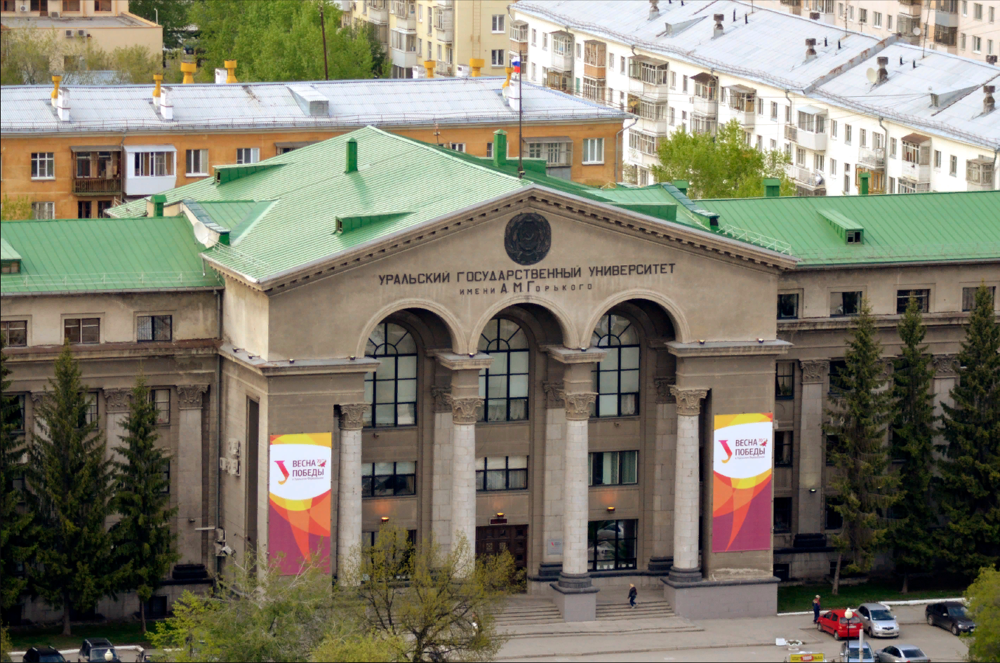 УРАЛЬСКИЙ ГОСУДАРСТВЕННЫЙ УНИВЕРСИТЕТ
ИМЕНИ А.М.ГОРЬКОГО
ВЕСНА
ПОБЕДЫ
ВЕСНА
ПОБЕДЫ